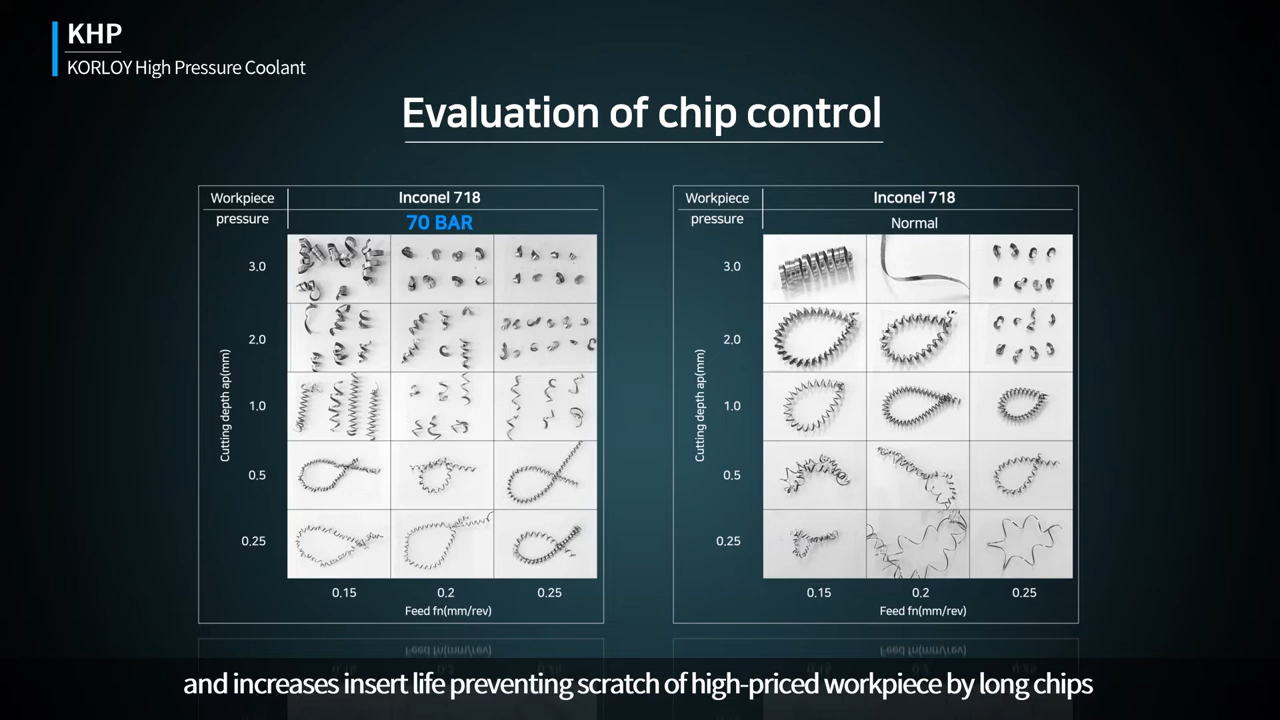 KHP
KORLOY High Pressure Coolant
Evaluation of chip control
Workpiece
Inconel 718
pressure
70 BAR
Cutting depth ap(mm)
3.0
2.0
1.0
0.5
0.25
0.15
0.2
0.25
Feed fn(mm/rev)
Workpiece
Inconel 718
pressure
Normal
Cutting depth ap(mm)
3.0
2.0
1.0
0.5
0.25
0.15
0.2
0.25
Feed fn(mm/rev)
and increases insert life preventing scratch of high-priced workpiece by long chips